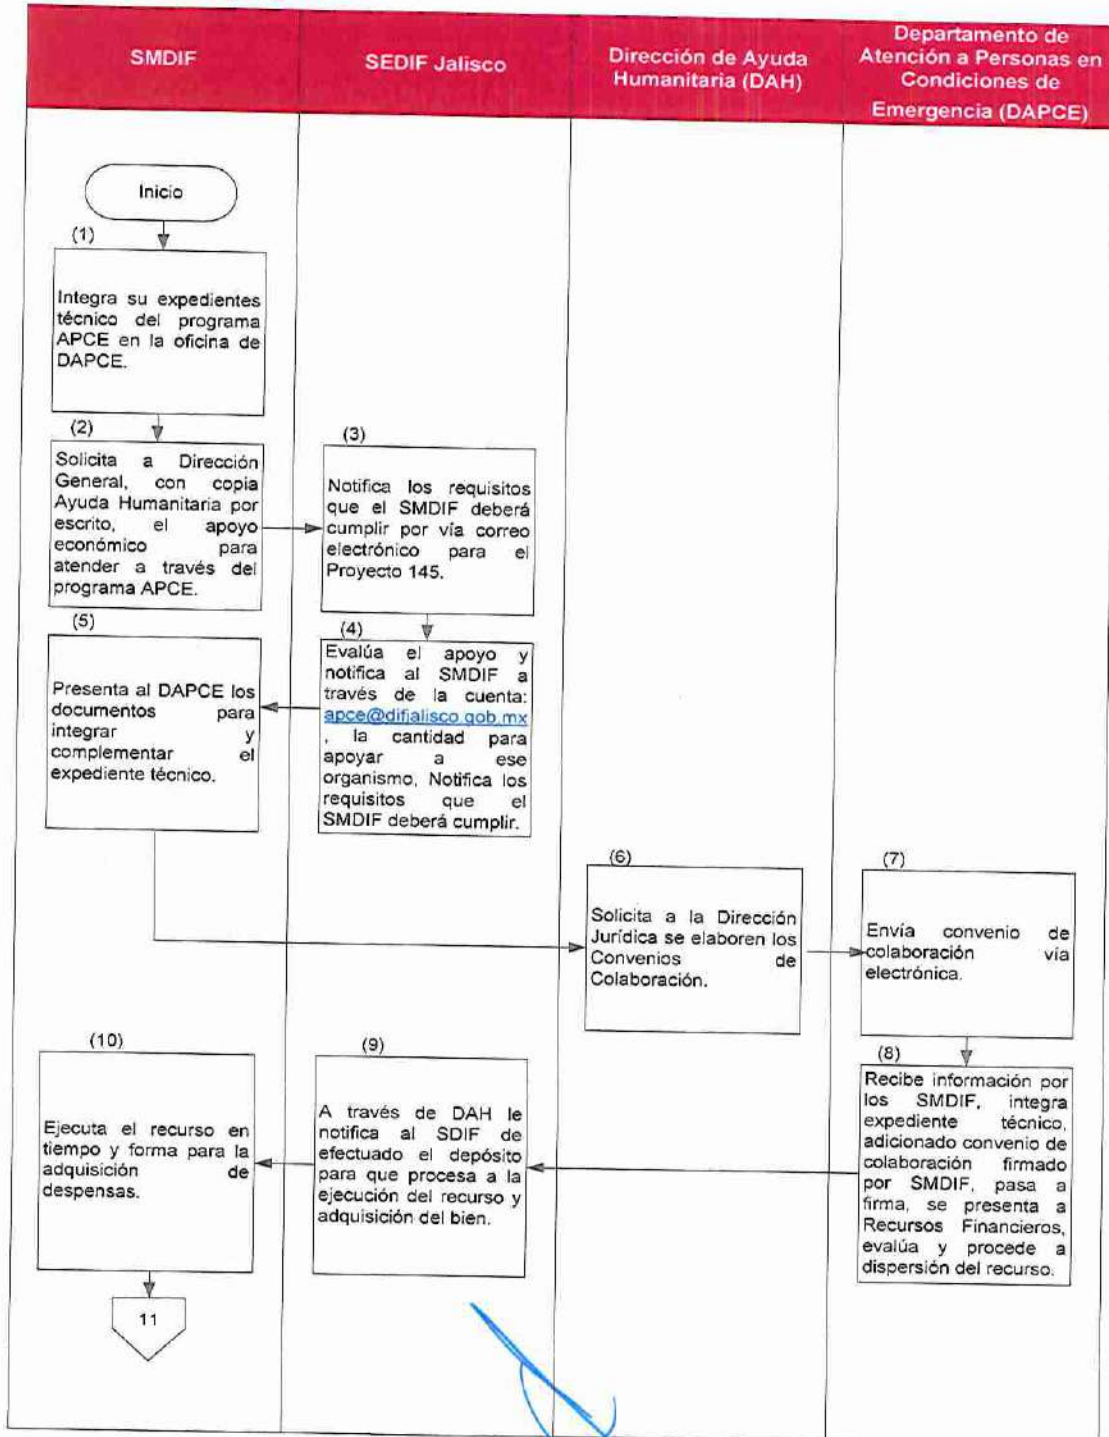 SMDIF
SEDIF Jalisco
Dirección de Ayuda
Humanitaria (DAH)
Departamento de
Atención a Personas en
Condiciones de
Emergencia (DAPCE)
Inicio
(1)
Integra su expedientes
técnico del programa
APCE en la oficina de
DAPCE.
(2)
Solicita a Dirección
General, con copia
Ayuda Humanitaria por
escrito, el apoyo
económico para
atender a través del
programa APCE.
(3)
Notifica los requisitos
que el SMDIF deberá
cumplir por vía correo
electrónico para el
Proyecto 145.
(4)
Evalúa el apoyo y
notifica al SMDIF a
través de la cuenta:
apce@difjalisco.gob.mx
, la cantidad para
apoyar a ese
organismo, Notifica los
requisitos que el
SMDIF deberá cumplir.
(5)
Presenta al DAPCE los
documentos para
integrar y
complementar el
expediente técnico.
(6)
Solicita a la Dirección
Jurídica se elaboren los
Convenios de
Colaboración.
(7)
Envía convenio de
colaboración vía
electrónica.
(8)
Recibe información por
los SMDIF, integra
expediente técnico,
adicionado convenio de
colaboración firmado
por SMDIF, pasa a
firma, se presenta a
Recursos Financieros,
evalúa y procede a
dispersión del recurso.
(9)
A través de DAH le
notifica al SDIF de
efectuado el depósito
para que procesa a la
ejecución del recurso y
adquisición del bien.
(10)
Ejecuta el recurso en
tiempo y forma para la
adquisición de
despensas.
11